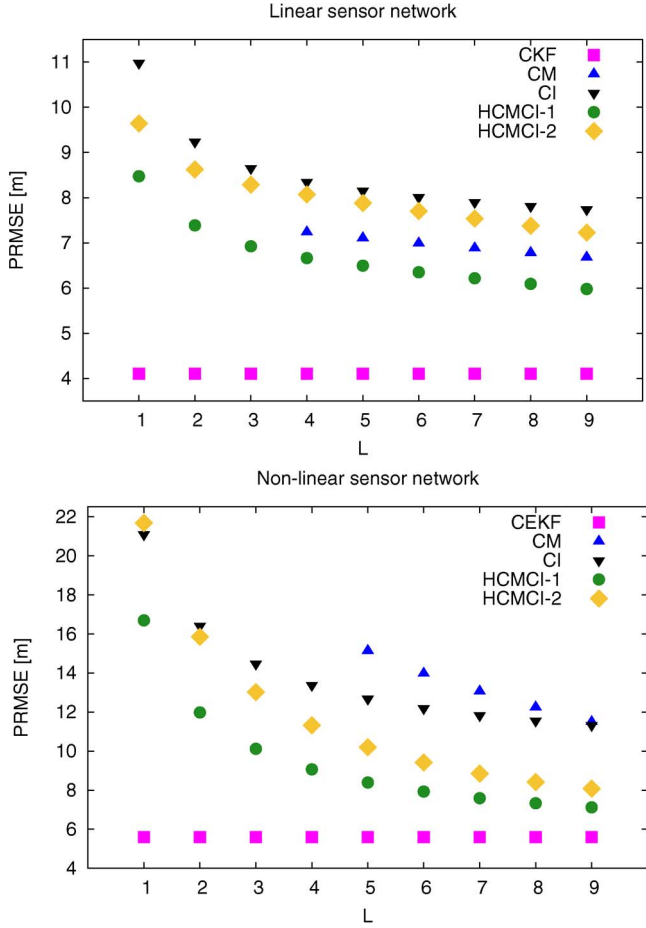 Linear sensor network
CKF
CM
CI
HCMCI-1
HCMCI-2
11
10
9
8
7
6
5
4
PRMSE [m]
1 2 3 4 5 6 7 8 9
L
Non-linear sensor network
CEKF
CM
CI
HCMCI-1
HCMCI-2
22
20
18
16
14
12
10
8
6
4
PRMSE [m]
1 2 3 4 5 6 7 8 9
L